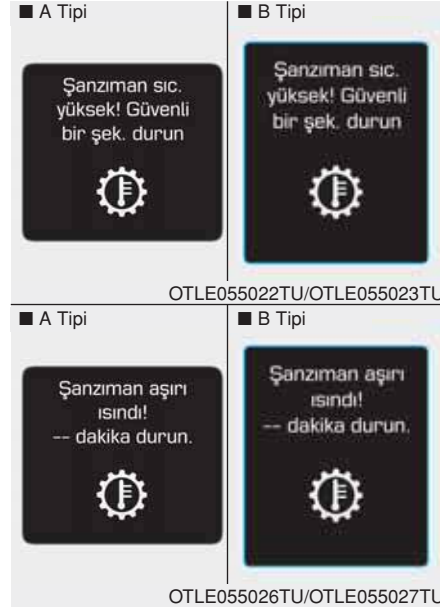 ■ A Tipi
Şanzıman sıc.
yüksek! Güvenli
bir şek. durun
■ B Tipi
Şanzıman sıc.
yüksek! Güvenli
bir şek. durun
OTLE055022TU/OTLE055023TU
■ A Tipi
Şanzıman aşırı
ısındı!
-- dakika durun.
■ B Tipi
Şanzıman aşırı
ısındı!
-- dakika durun.
OTLE055026TU/OTLE055027TU